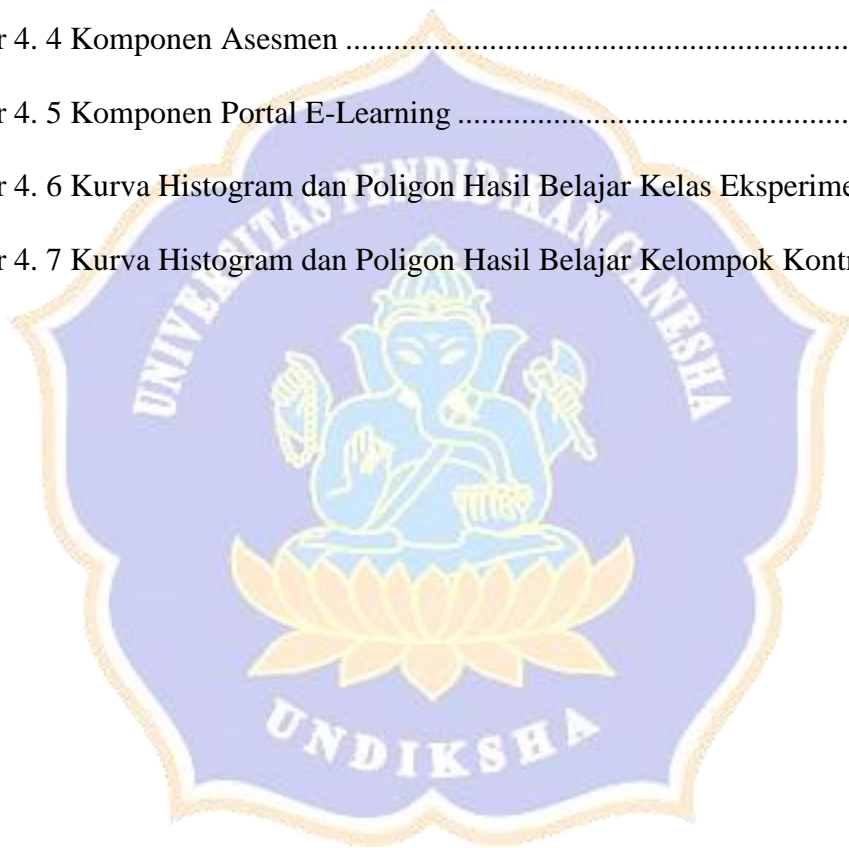 r 4. 4 Komponen Asesmen ...............................................................
r 4. 5 Komponen Portal E-Learning .................................................
r 4. 6 Kurva Histogram dan Poligon Hasil Belajar Kelas Eksperime
r 4. 7 Kurva Histogram dan Poligon Hasil Belajar Kelompok Kontr
UNIVERSITAS PENDIDIKAN GANESHA
UNDIKSHA